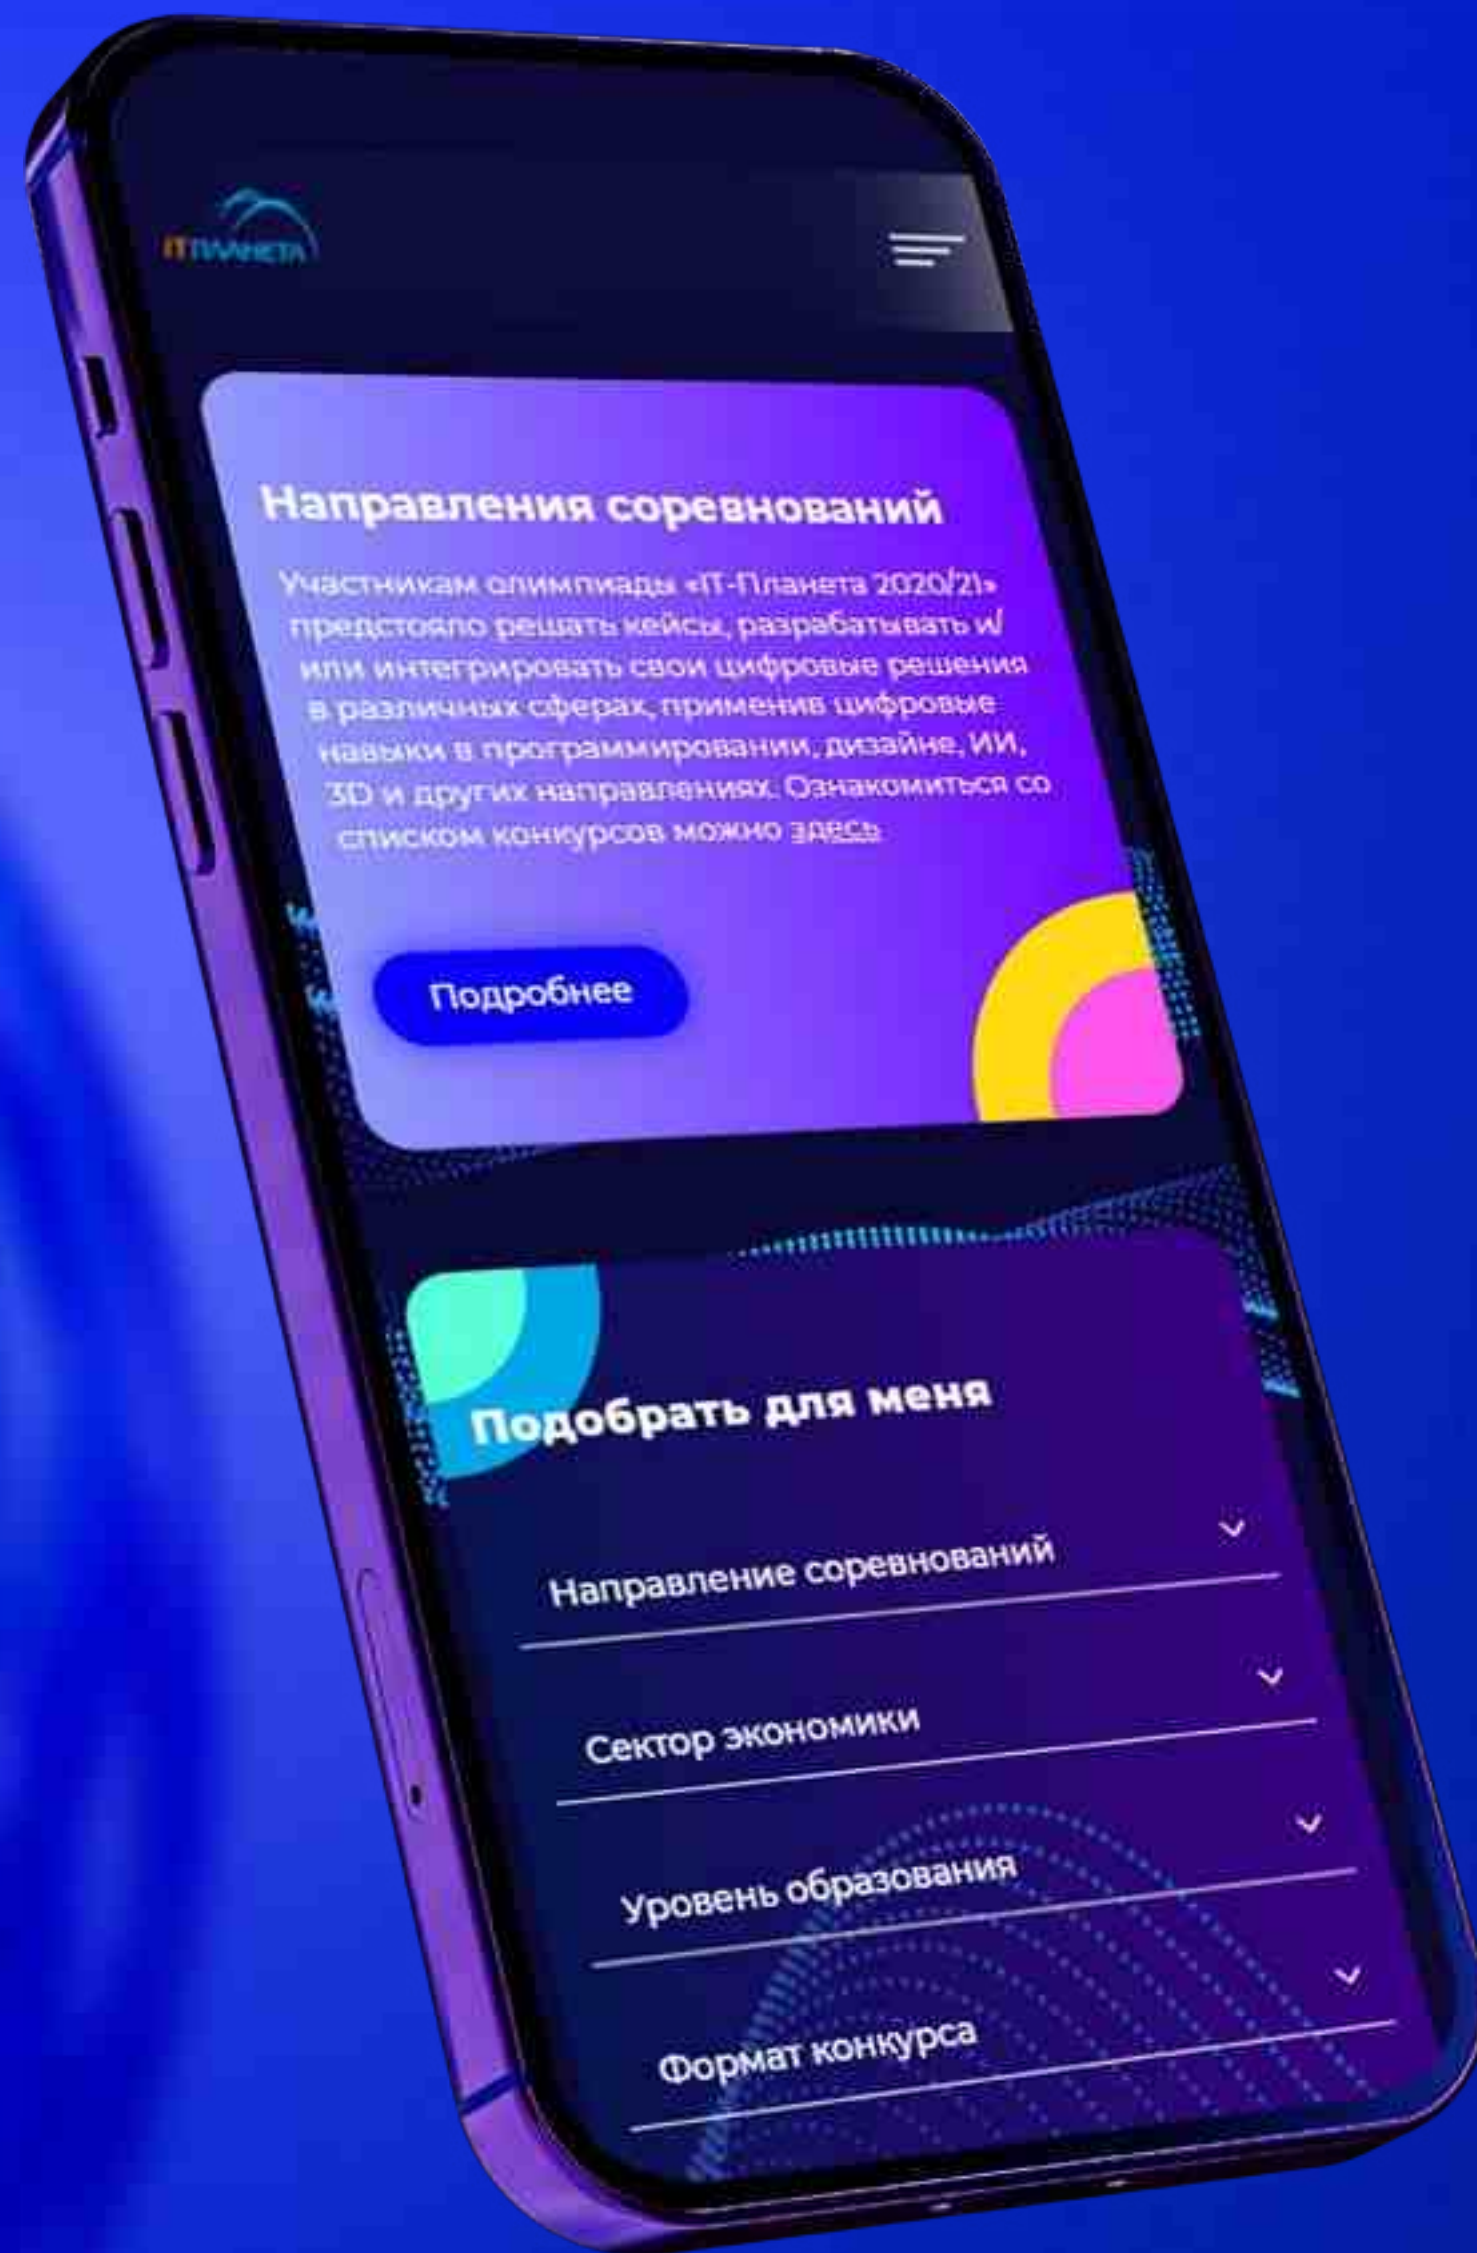 IT ПЛАНЕТА
Направления соревнований
Участникам олимпиады «IT-Планета 2020/21»
предстояло решать кейсы, разрабатывать и/
или интегрировать свои цифровые решения
в различных сферах, применив цифровые
навыки в программировании, дизайне, ИИ,
3D и других направлениях. Ознакомиться со
списком конкурсов можно здесь
Подробнее
Подобрать для меня
Направление соревнований
Сектор экономики
Уровень образования
Формат конкурса